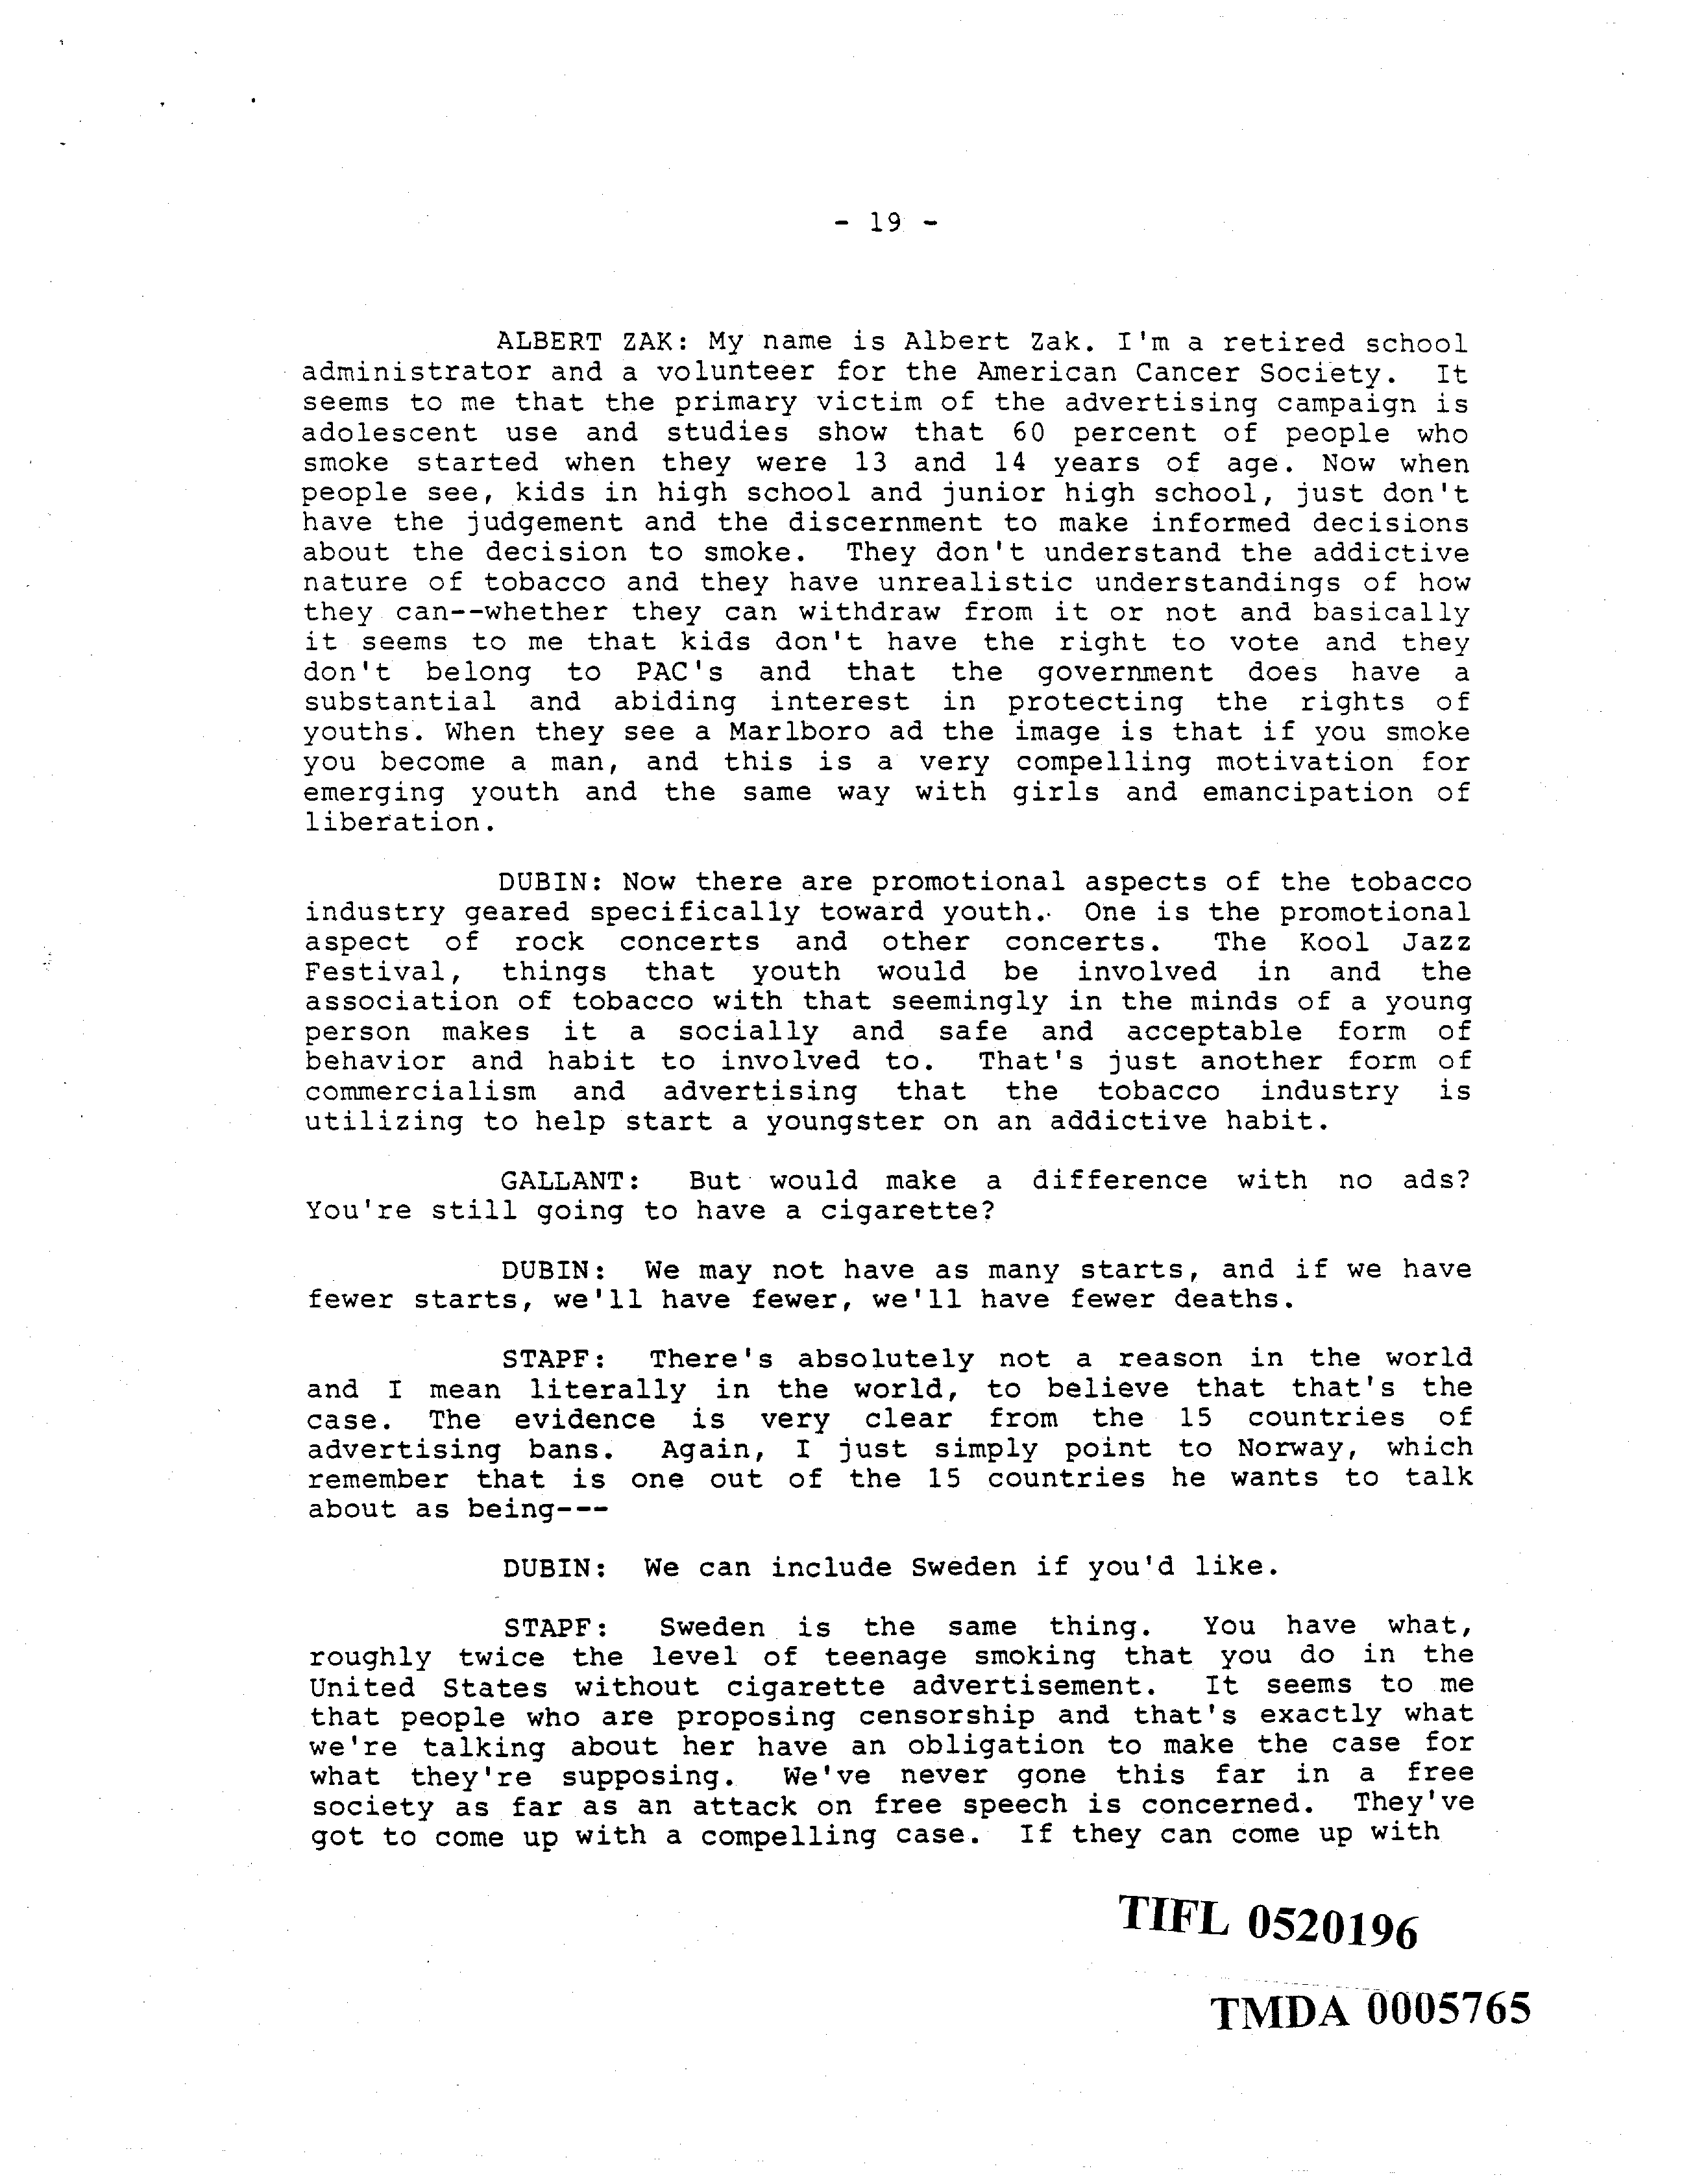 - 19 -
ALBERT ZAK: My name is Albert Zak. I'm a retired school
administrator and a volunteer for the American Cancer Society. It
seems to me that the primary victim of the advertising campaign is
adolescent use and studies show that 60 percent of people who
smoke started when they were 13 and 14 years of age. Now when
people see, kids in high school and junior high school, just don't
have the judgement and the discernment to make informed decisions
about the decision to smoke. They don't understand the addictive
nature of tobacco and they have unrealistic understandings of how
they can--whether they can withdraw from it or not and basically
it seems to me that kids don't have the right to vote and they
don't belong to PAC's and that the government does have a
substantial and abiding interest in protecting the rights of
youths. When they see a Marlboro ad the image is that if you smoke
you become a man, and this is a very compelling motivation for
emerging youth and the same way with girls and emancipation of
liberation.
DUBIN: Now there are promotional aspects of the tobacco
industry geared specifically toward youth. One is the promotional
aspect of rock concerts and other concerts. The Kool Jazz
Festival, things that youth would be involved in and the
association of tobacco with that seemingly in the minds of a young
person makes it a socially and safe and acceptable form of
behavior and habit to involved to. That's just another form of
commercialism and advertising that the tobacco industry is
utilizing to help start a youngster on an addictive habit.
GALLANT: But would make a difference with no ads?
You're still going to have a cigarette?
DUBIN: We may not have as many starts, and if we have
fewer starts, we'll have fewer, we'll have fewer deaths.
STAPF: There's absolutely not a reason in the world
and I mean literally in the world, to believe that that's the
case. The evidence is very clear from the 15 countries of
advertising bans. Again, I just simply point to Norway, which
remember that is one out of the 15 countries he wants to talk
about as being---
DUBIN: We can include Sweden if you'd like.
STAPF: Sweden is the same thing. You have what,
roughly twice the level of teenage smoking that you do in the
United States without cigarette advertisement. It seems to me
that people who are proposing censorship and that's exactly what
we're talking about her have an obligation to make the case for
what they're supposing. We've never gone this far in a free
society as far as an attack on free speech is concerned. They've
got to come up with a compelling case. If they can come up with
TIFL 0520196
TMDA 0005765